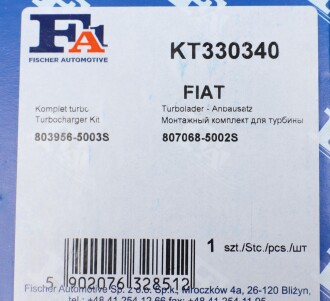 FA1
FISCHER AUTOMOTIVE
KT330340
FIAT
Komplet turbo
Turbocharger Kit
803956-5003S
Turbolader - Anbausatz
Монтажный комплект для турбины
807068-5002S
1 szt./Stc./pcs./шт
5 902076 328512
Fischer Automotive Sp. z o.o. Sp.k., Mroczków 4a, 26-120 Bliżyn,